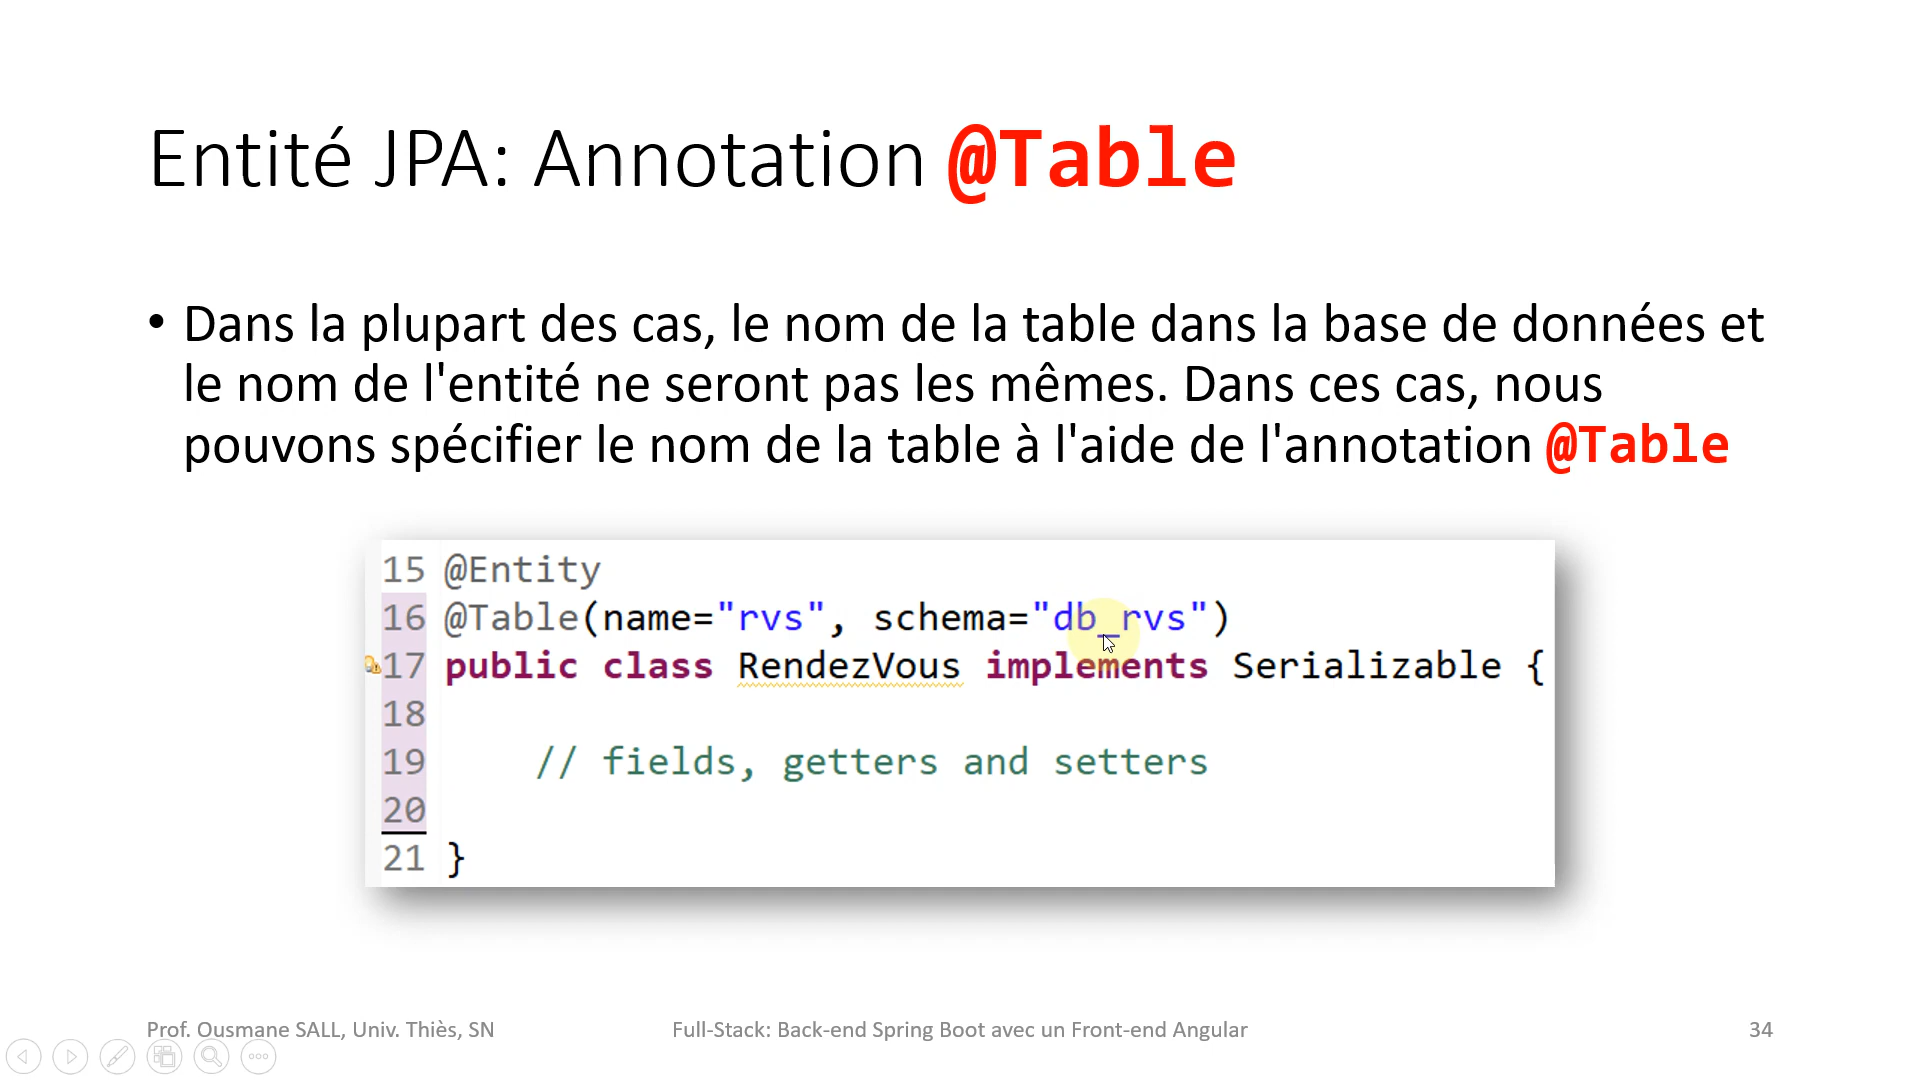 Entité JPA: Annotation @Table
• Dans la plupart des cas, le nom de la table dans la base de données et
le nom de l'entité ne seront pas les mêmes. Dans ces cas, nous
pouvons spécifier le nom de la table à l'aide de l'annotation @Table
15 @Entity
16 @Table(name="rvs", schema="db_rvs")
17 public class RendezVous implements Serializable {
18
19 // fields, getters and setters
20
21 }
Prof. Ousmane SALL, Univ. Thiès, SN
Full-Stack: Back-end Spring Boot avec un Front-end Angular
34